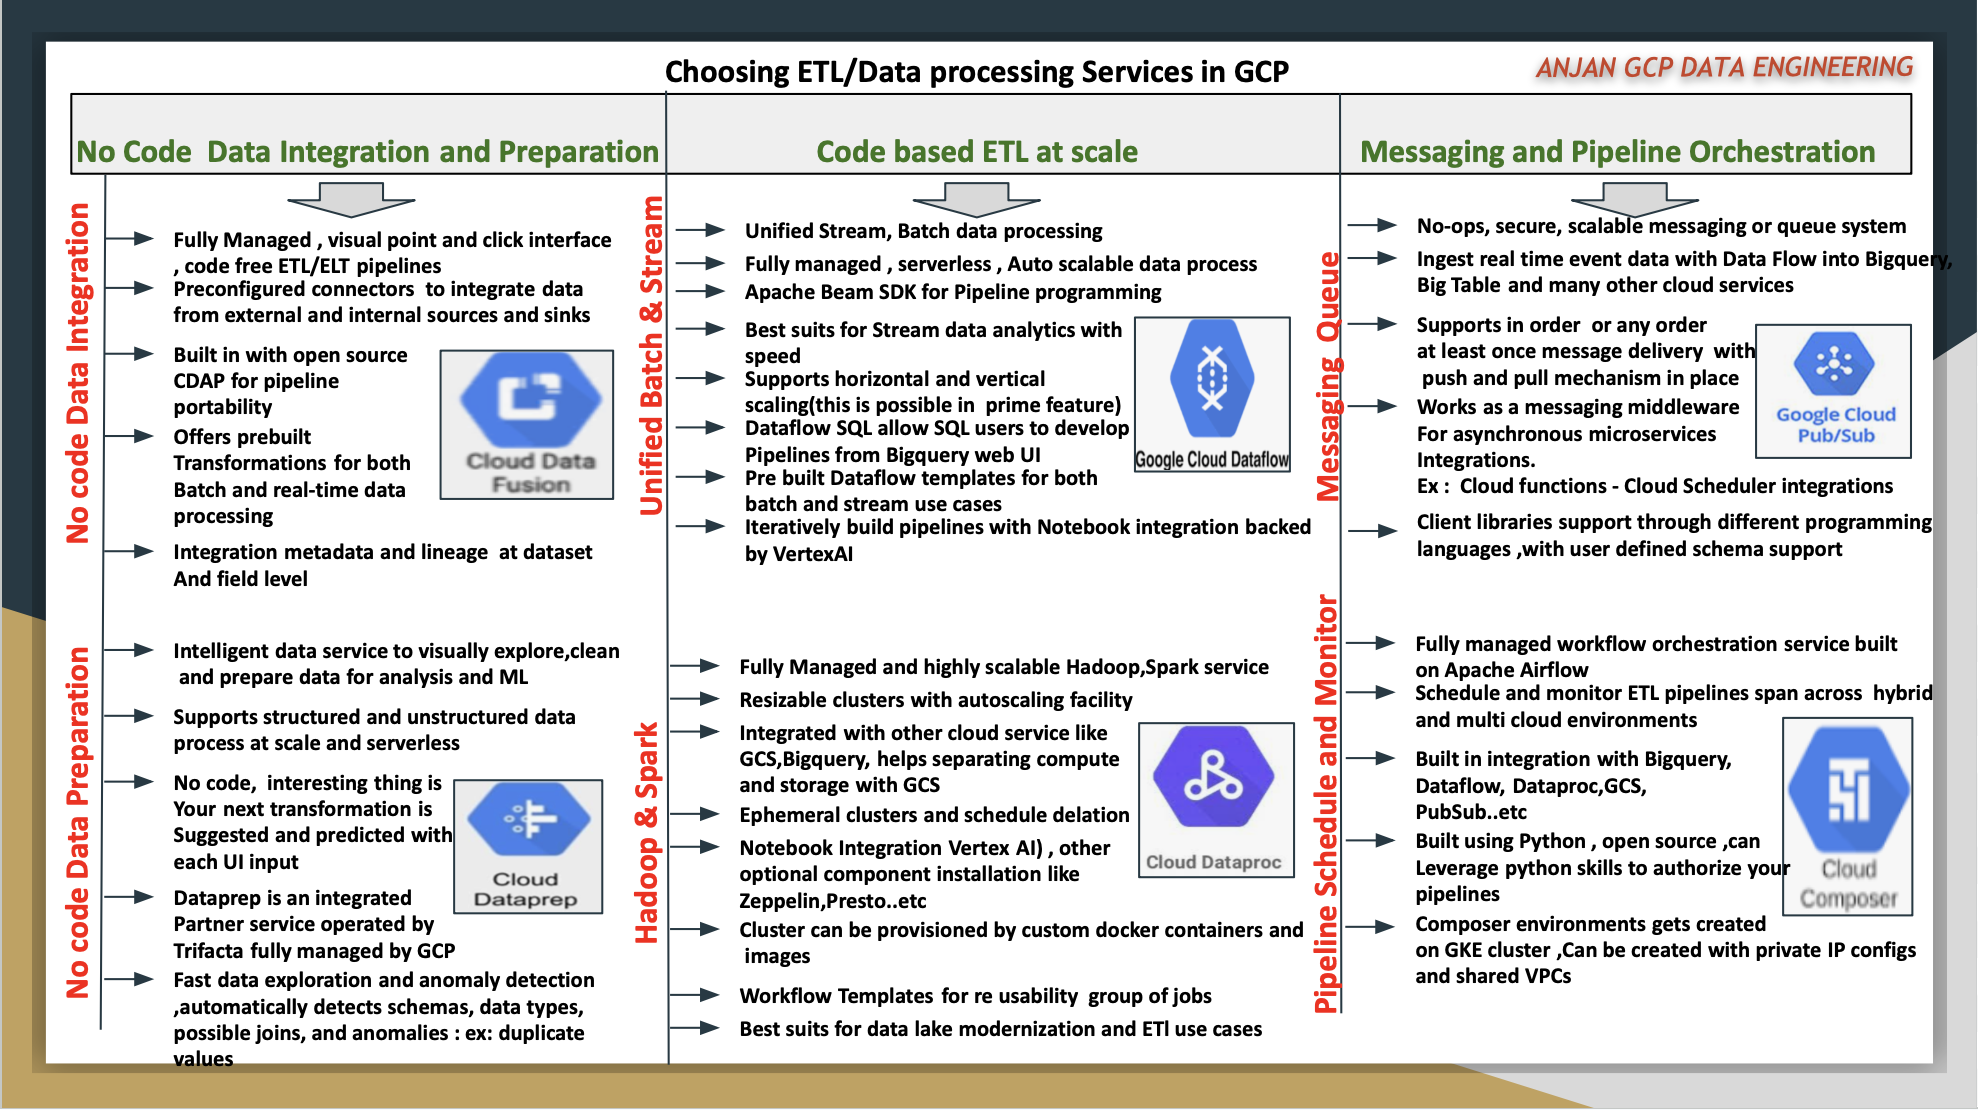 Choosing ETL/Data processing Services in GCP
ANJAN GCP DATA ENGINEERING
No Code  Data Integration and Preparation
Code based ETL at scale
Messaging and Pipeline Orchestration
No code Data Integration
Fully Managed , visual point and click interface
, code free ETL/ELT pipelines
Preconfigured connectors  to integrate data
from external and internal sources and sinks
Built in with open source
CDAP for pipeline
portability
Offers prebuilt
Transformations for both
Batch and real-time data
processing
Integration metadata and lineage  at dataset
And field level
Cloud Data
Fusion
No code Data Preparation
Intelligent data service to visually explore,clean
and prepare data for analysis and ML
Supports structured and unstructured data
process at scale and serverless
No code,  interesting thing is
Your next transformation is
Suggested and predicted with
each UI input
Dataprep is an integrated
Partner service operated by
Trifacta fully managed by GCP
Fast data exploration and anomaly detection
,automatically detects schemas, data types,
possible joins, and anomalies : ex: duplicate
values
Cloud
Dataprep
Unified Batch & Stream
Unified Stream, Batch data processing
Fully managed , serverless , Auto scalable data process
Apache Beam SDK for Pipeline programming
Best suits for Stream data analytics with
speed
Supports horizontal and vertical
scaling(this is possible in  prime feature)
Dataflow SQL allow SQL users to develop
Pipelines from Bigquery web UI
Pre built Dataflow templates for both
batch and stream use cases
Iteratively build pipelines with Notebook integration backed
by VertexAI
Google Cloud Dataflow
Hadoop & Spark
Fully Managed and highly scalable Hadoop,Spark service
Resizable clusters with autoscaling facility
Integrated with other cloud service like
GCS,Bigquery, helps separating compute
and storage with GCS
Ephemeral clusters and schedule delation
Notebook Integration Vertex AI) , other
optional component installation like
Zeppelin,Presto..etc
Cluster can be provisioned by custom docker containers and
images
Workflow Templates for re usability  group of jobs
Best suits for data lake modernization and ETl use cases
Cloud Dataproc
Messaging  Queue
No-ops, secure, scalable messaging or queue system
Ingest real time event data with Data Flow into Bigquery,
Big Table and many other cloud services
Supports in order  or any order
at least once message delivery  with
push and pull mechanism in place
Works as a messaging middleware
For asynchronous microservices
Integrations.
Ex :  Cloud functions - Cloud Scheduler integrations
Client libraries support through different programming
languages ,with user defined schema support
Google Cloud
Pub/Sub
Pipeline Schedule and Monitor
Fully managed workflow orchestration service built
on Apache Airflow
Schedule and monitor ETL pipelines span across  hybrid
and multi cloud environments
Built in integration with Bigquery,
Dataflow, Dataproc,GCS,
PubSub..etc
Built using Python , open source ,can
Leverage python skills to authorize your
pipelines
Composer environments gets created
on GKE cluster ,Can be created with private IP configs
and shared VPCs
Cloud
Composer